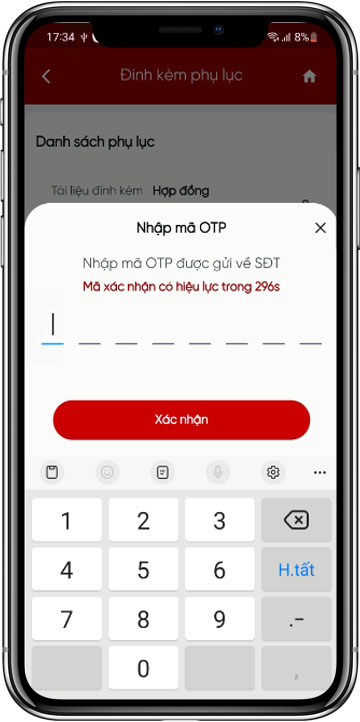 17:34 8%
Đính kèm phụ lục
Danh sách phụ lục
Tài liệu đính kèm Hợp đồng
Nhập mã OTP
Nhập mã OTP được gửi về SĐT
Mã xác nhận có hiệu lực trong 296s
Xác nhận
1 2 3
4 5 6 H.tất
7 8 9 .-
0 ,